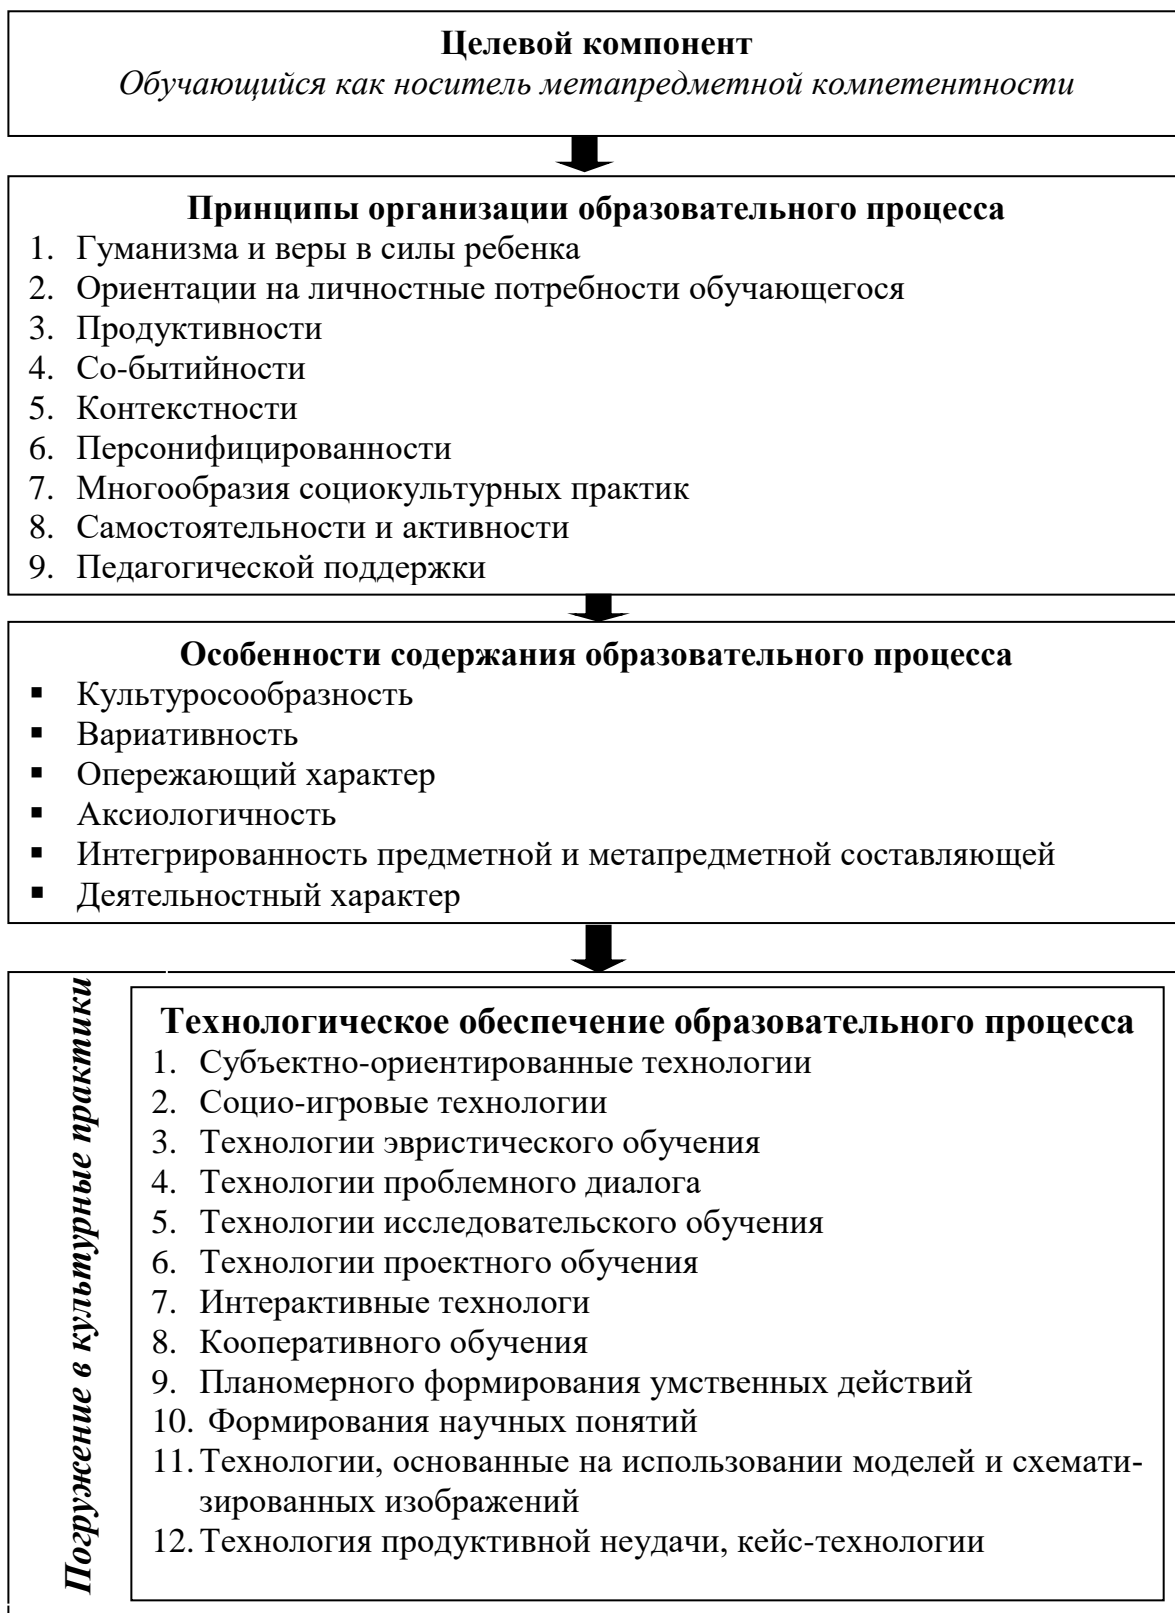 Целевой компонент
Обучающийся как носитель метапредметной компетентности
Принципы организации образовательного процесса
1. Гуманизма и веры в силы ребенка
2. Ориентации на личностные потребности обучающегося
3. Продуктивности
4. Со-бытийности
5. Контекстности
6. Персонифицированности
7. Многообразия социокультурных практик
8. Самостоятельности и активности
9. Педагогической поддержки
Особенности содержания образовательного процесса
▪ Культуросообразность
▪ Вариативность
▪ Опережающий характер
▪ Аксиологичность
▪ Интегрированность предметной и метапредметной составляющей
▪ Деятельностный характер
Погружение в культурные практики
Технологическое обеспечение образовательного процесса
1. Субъектно-ориентированные технологии
2. Социо-игровые технологии
3. Технологии эвристического обучения
4. Технологии проблемного диалога
5. Технологии исследовательского обучения
6. Технологии проектного обучения
7. Интерактивные технологи
8. Кооперативного обучения
9. Планомерного формирования умственных действий
10. Формирования научных понятий
11. Технологии, основанные на использовании моделей и схемати-
зированных изображений
12. Технология продуктивной неудачи, кейс-технологии